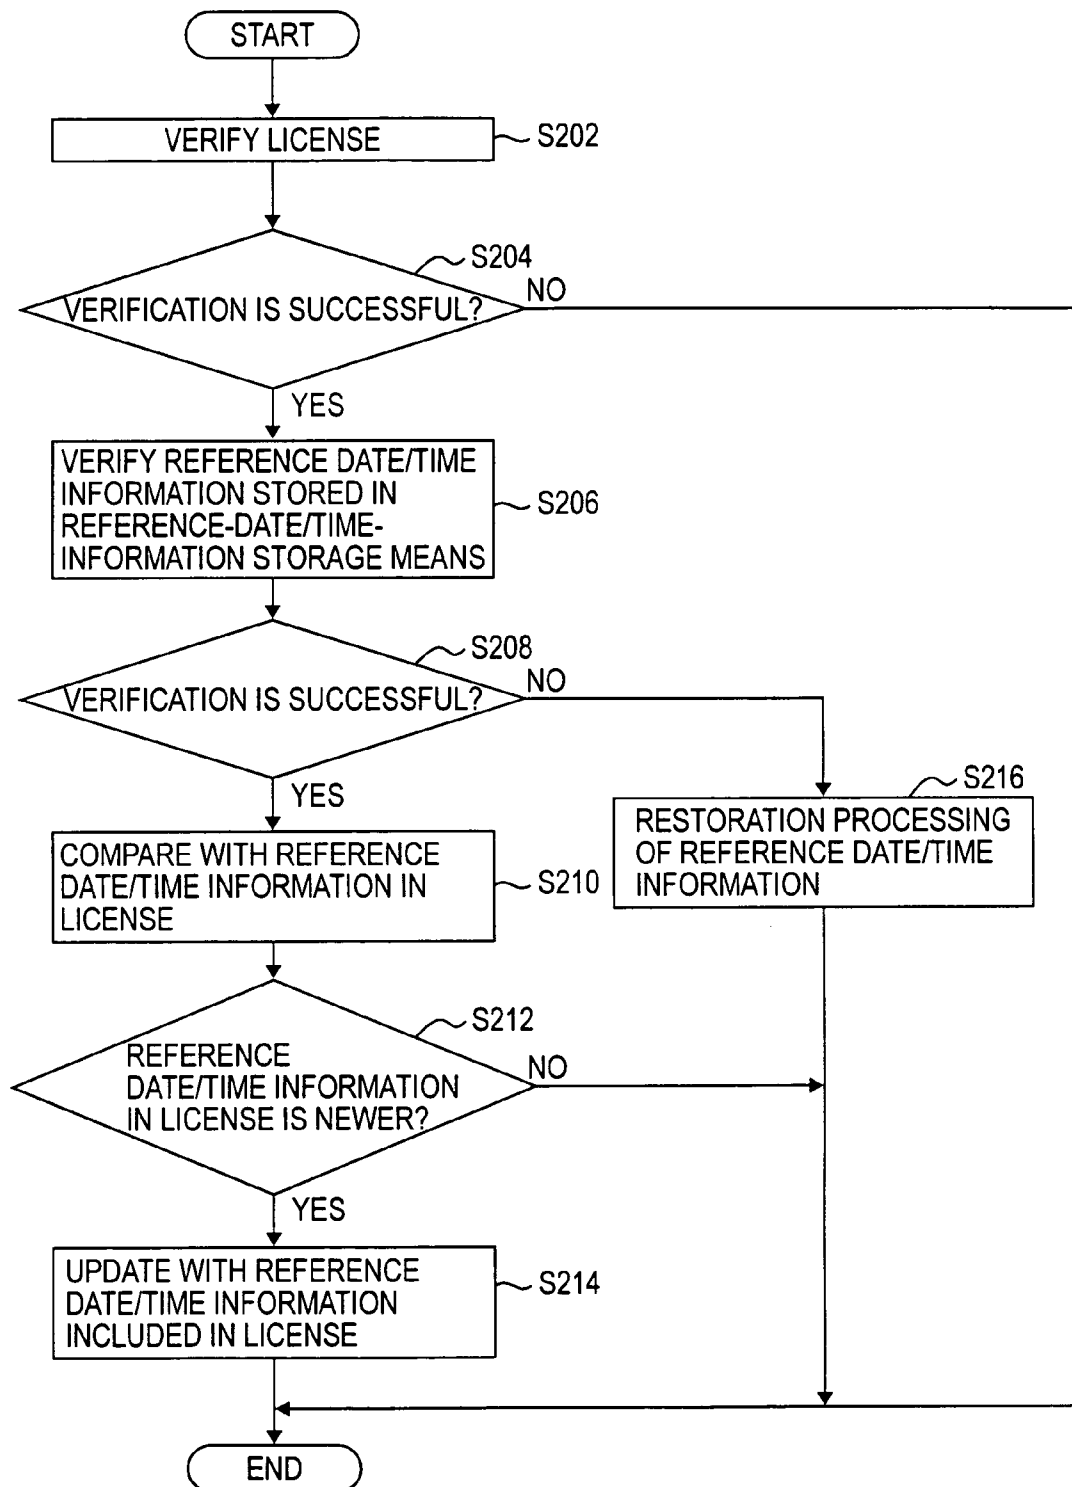 START
VERIFY LICENSE
S202
S204
VERIFICATION IS SUCCESSFUL?
NO
YES
VERIFY REFERENCE DATE/TIME
INFORMATION STORED IN
REFERENCE-DATE/TIME-
INFORMATION STORAGE MEANS
S206
S208
VERIFICATION IS SUCCESSFUL?
NO
YES
S216
RESTORATION PROCESSING
OF REFERENCE DATE/TIME
INFORMATION
COMPARE WITH REFERENCE
DATE/TIME INFORMATION IN
LICENSE
S210
S212
REFERENCE
DATE/TIME INFORMATION
IN LICENSE IS NEWER?
NO
YES
UPDATE WITH REFERENCE
DATE/TIME INFORMATION
INCLUDED IN LICENSE
S214
END